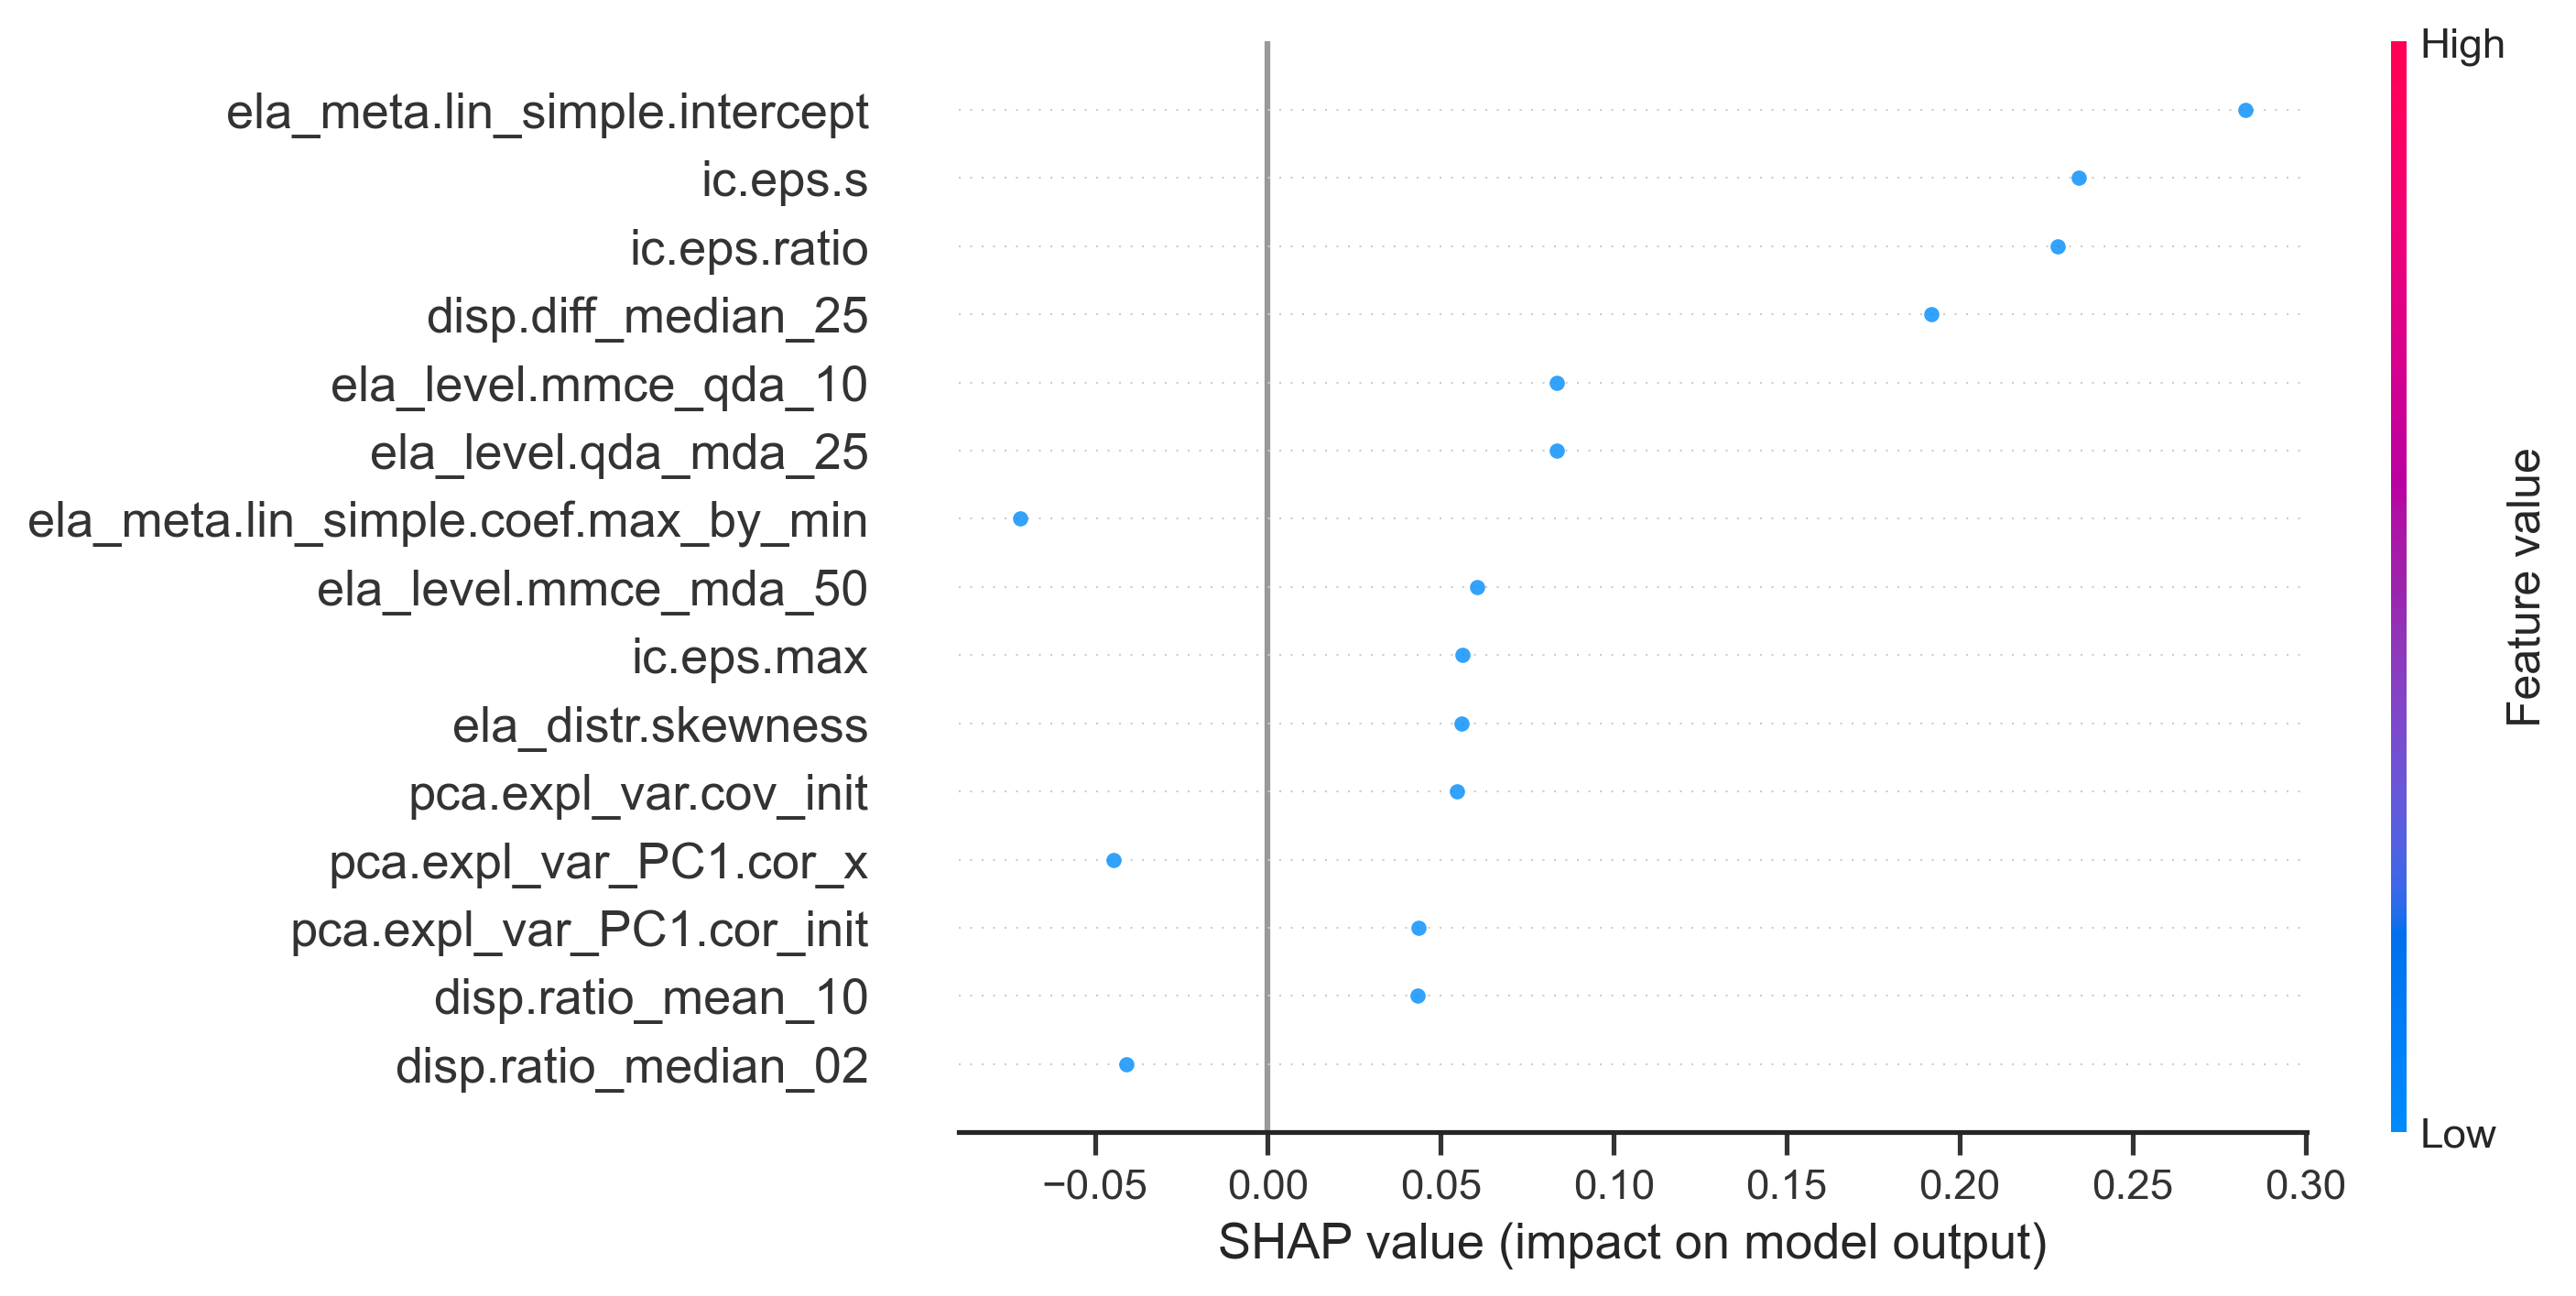 High
ela_meta.lin_simple.intercept
ic.eps.s
ic.eps.ratio
disp.diff_median_25
ela_level.mmce_qda_10
ela_level.qda_mda_25
ela_meta.lin_simple.coef.max_by_min
ela_level.mmce_mda_50
ic.eps.max
ela_distr.skewness
pca.expl_var.cov_init
pca.expl_var_PC1.cor_x
pca.expl_var_PC1.cor_init
disp.ratio_mean_10
disp.ratio_median_02
Feature value
Low
−0.05 0.00 0.05 0.10 0.15 0.20 0.25 0.30
SHAP value (impact on model output)